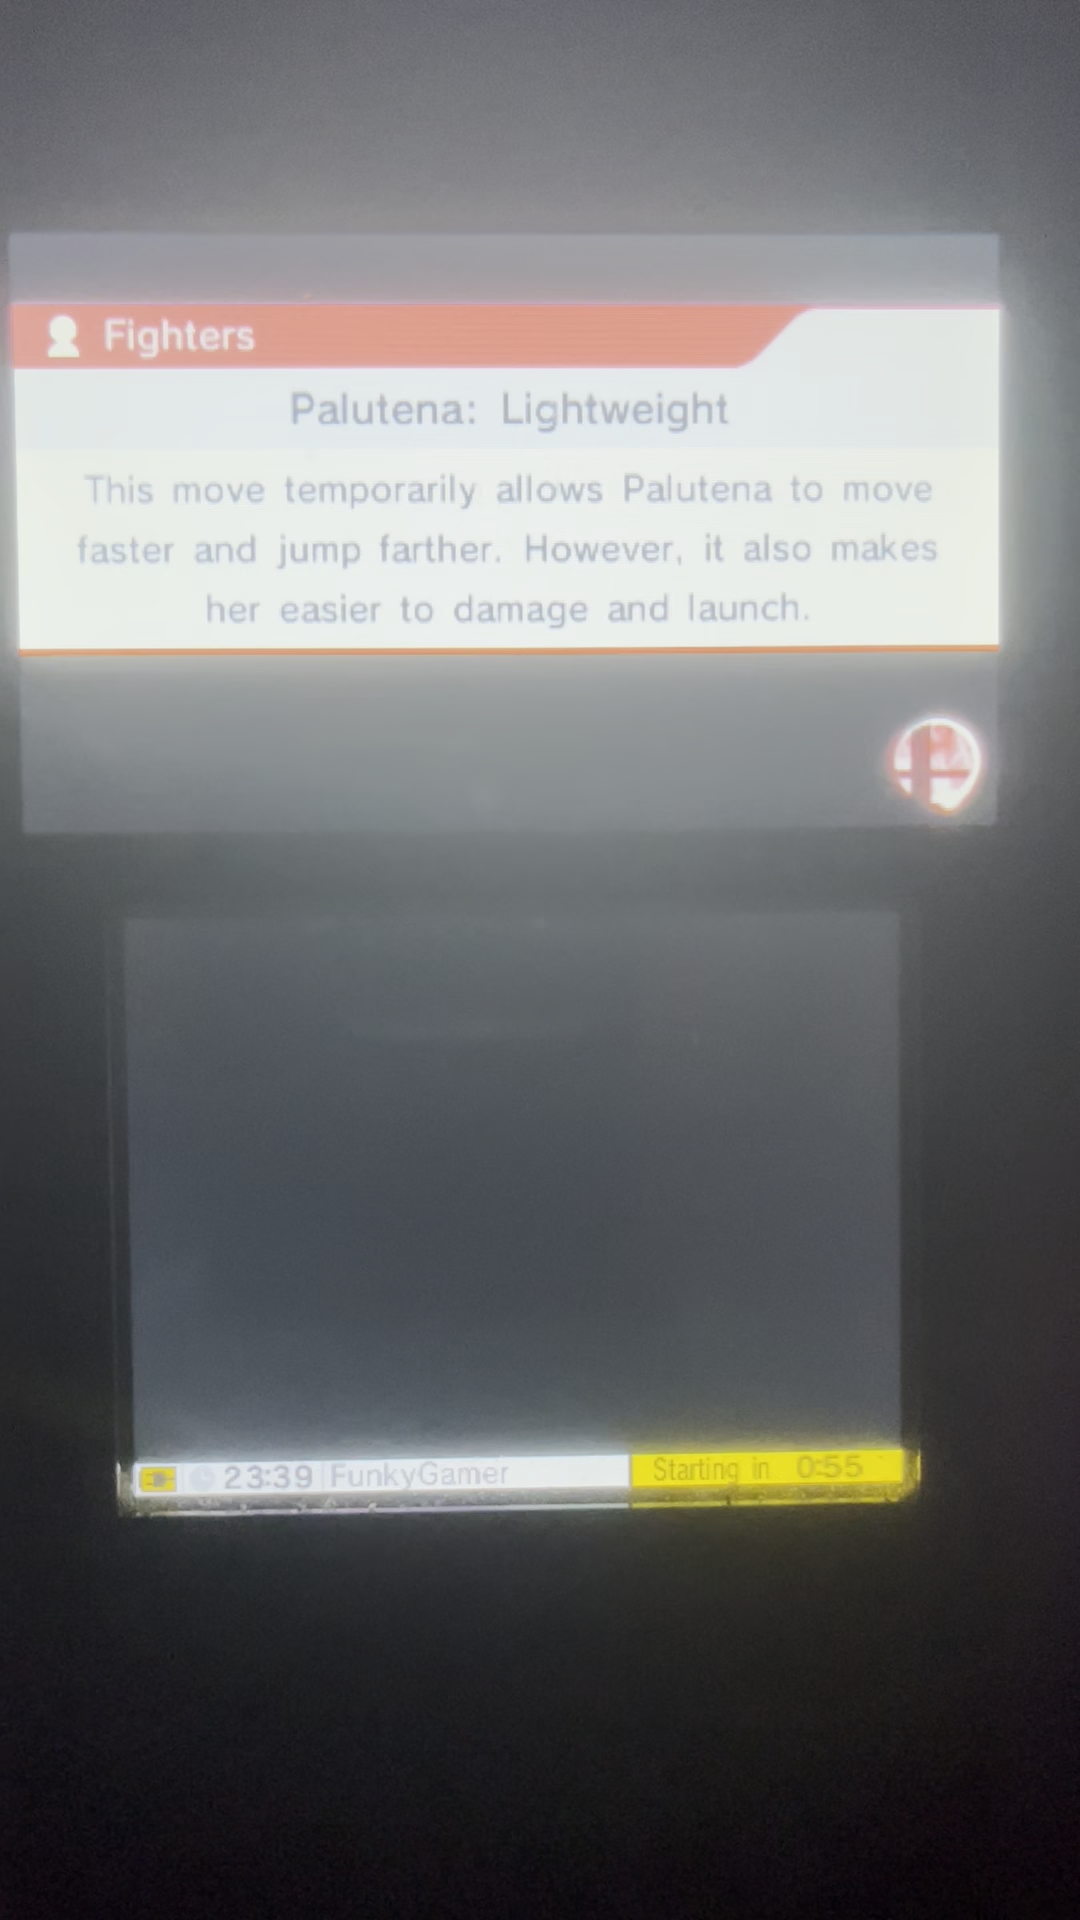 Fighters
Palutena: Lightweight
This move temporarily allows Palutena to move
faster and jump farther. However, it also makes
her easier to damage and launch.
23:39 FunkyGamer Starting in 0:55